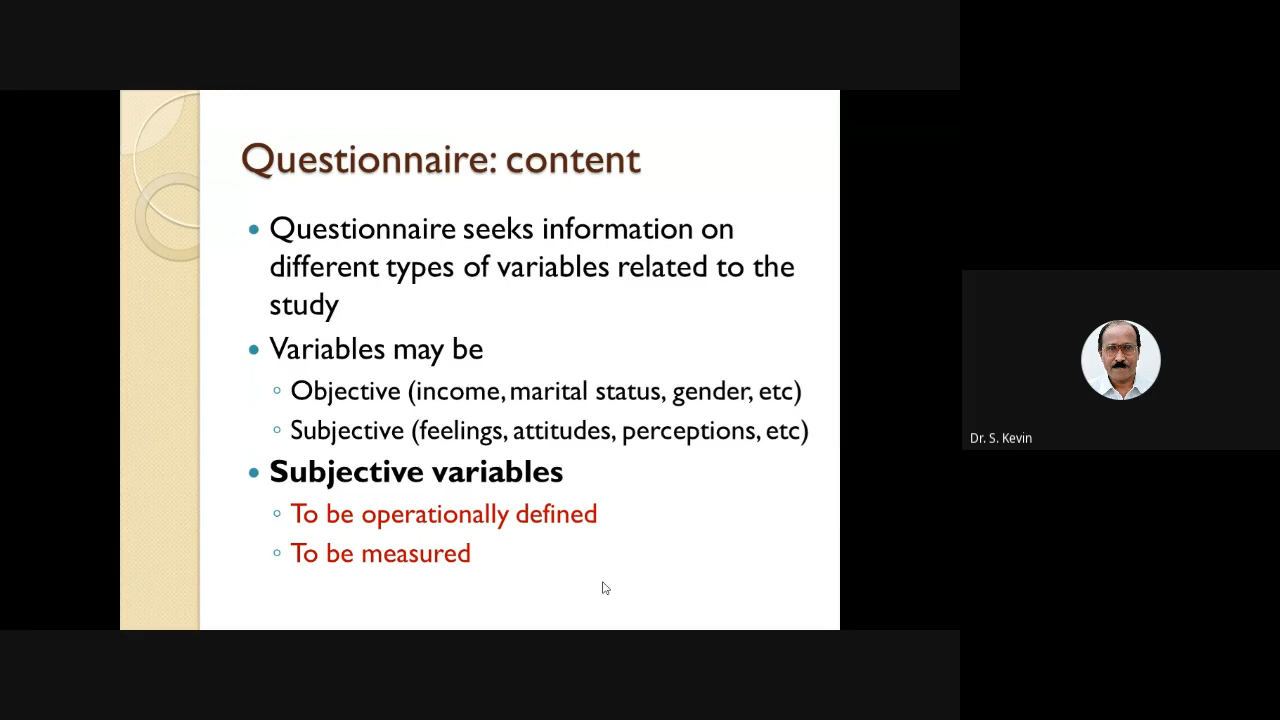 Questionnaire: content
• Questionnaire seeks information on
different types of variables related to the
study
• Variables may be
◦ Objective (income, marital status, gender, etc)
◦ Subjective (feelings, attitudes, perceptions, etc)
• Subjective variables
◦ To be operationally defined
◦ To be measured
Dr. S. Kevin